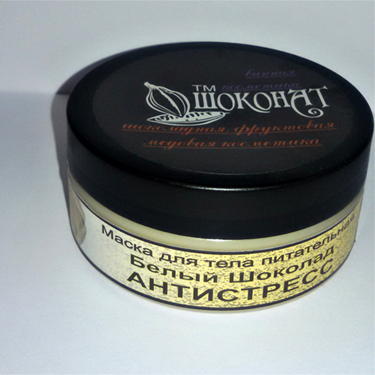 ТМ
ШОКОНАТ
шоколадная, фруктовая
медовая косметика
Маска для тела питательная
Белый Шоколад
АНТИСТРЕСС